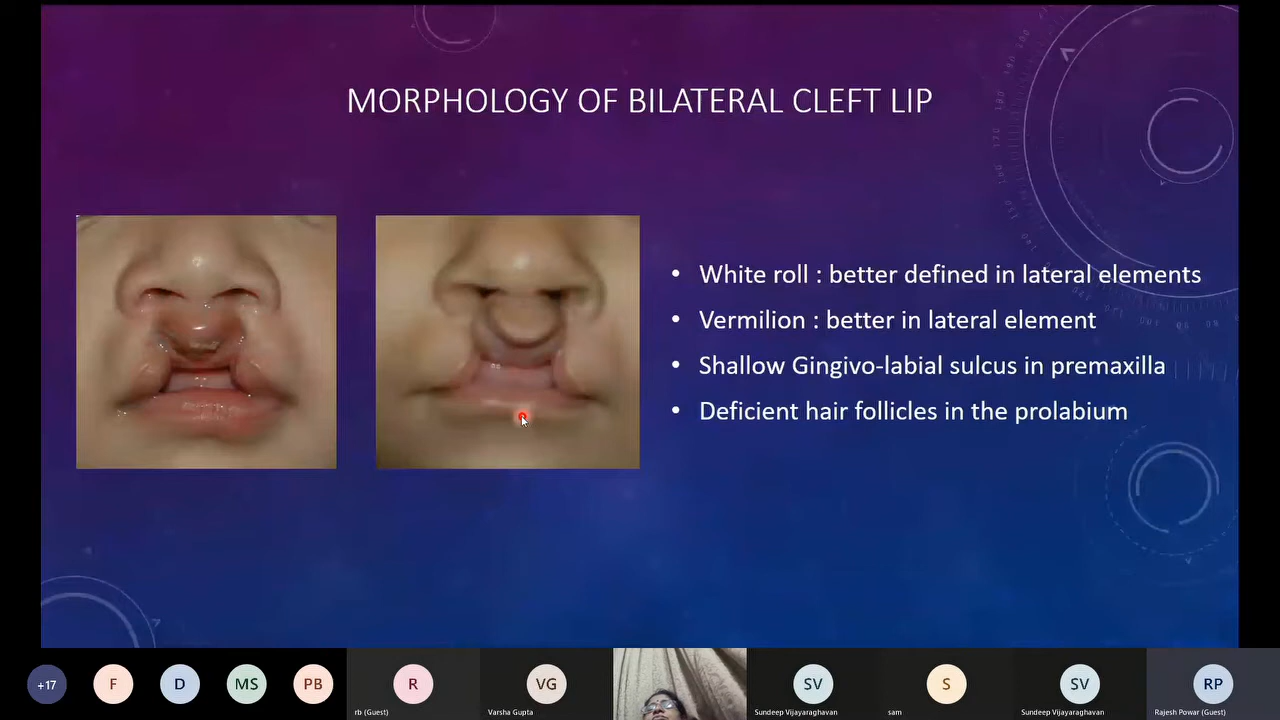 MORPHOLOGY OF BILATERAL CLEFT LIP
• White roll : better defined in lateral elements
• Vermilion : better in lateral element
• Shallow Gingivo-labial sulcus in premaxilla
• Deficient hair follicles in the prolabium
+17
F
D
MS
PB
R
VG
SV
S
SV
RP
rb (Guest)
Varsha Gupta
Sundeep Vijayaraghavan
sam
Sundeep Vijayaraghavan
Rajesh Powar (Guest)